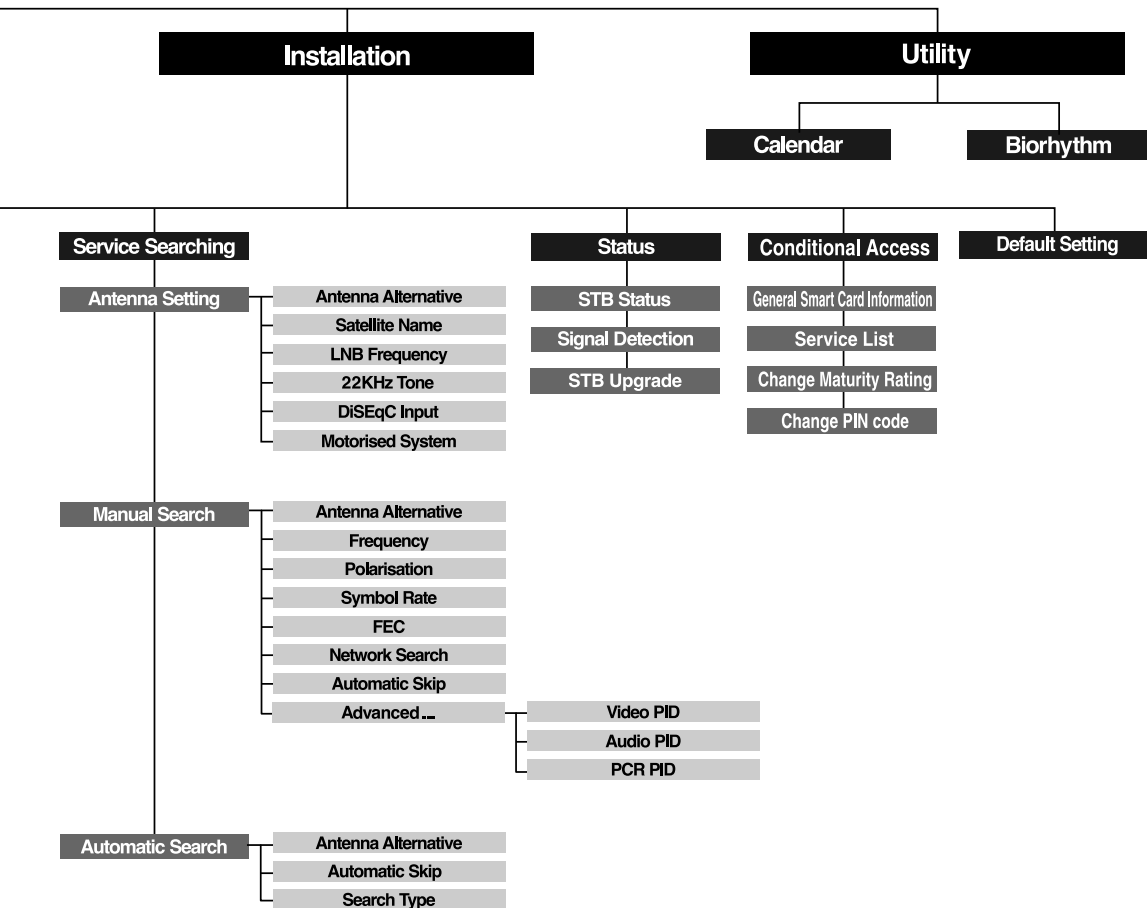 Installation
Utility
Calendar
Biorhythm
Service Searching
Status
Conditional Access
Default Setting
Antenna Setting
Antenna Alternative
Satellite Name
LNB Frequency
22KHz Tone
DiSEqC Input
Motorised System
STB Status
Signal Detection
STB Upgrade
General Smart Card Information
Service List
Change Maturity Rating
Change PIN code
Manual Search
Antenna Alternative
Frequency
Polarisation
Symbol Rate
FEC
Network Search
Automatic Skip
Advanced...
Video PID
Audio PID
PCR PID
Automatic Search
Antenna Alternative
Automatic Skip
Search Type